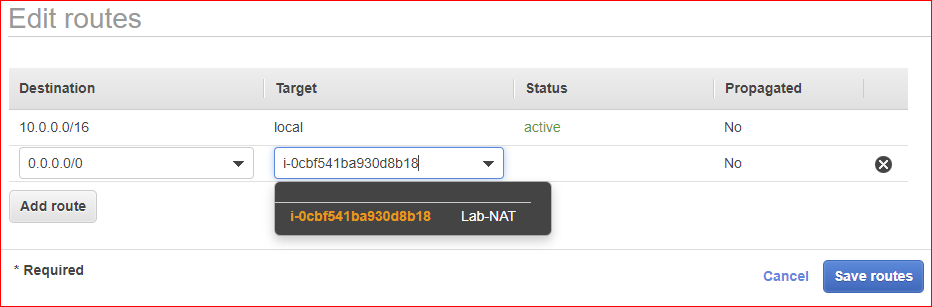 Edit routes
Destination Target Status Propagated
10.0.0.0/16 local active No
0.0.0.0/0 i-0cbf541ba930d8b18 No
i-0cbf541ba930d8b18 Lab-NAT
Add route
* Required
Cancel Save routes